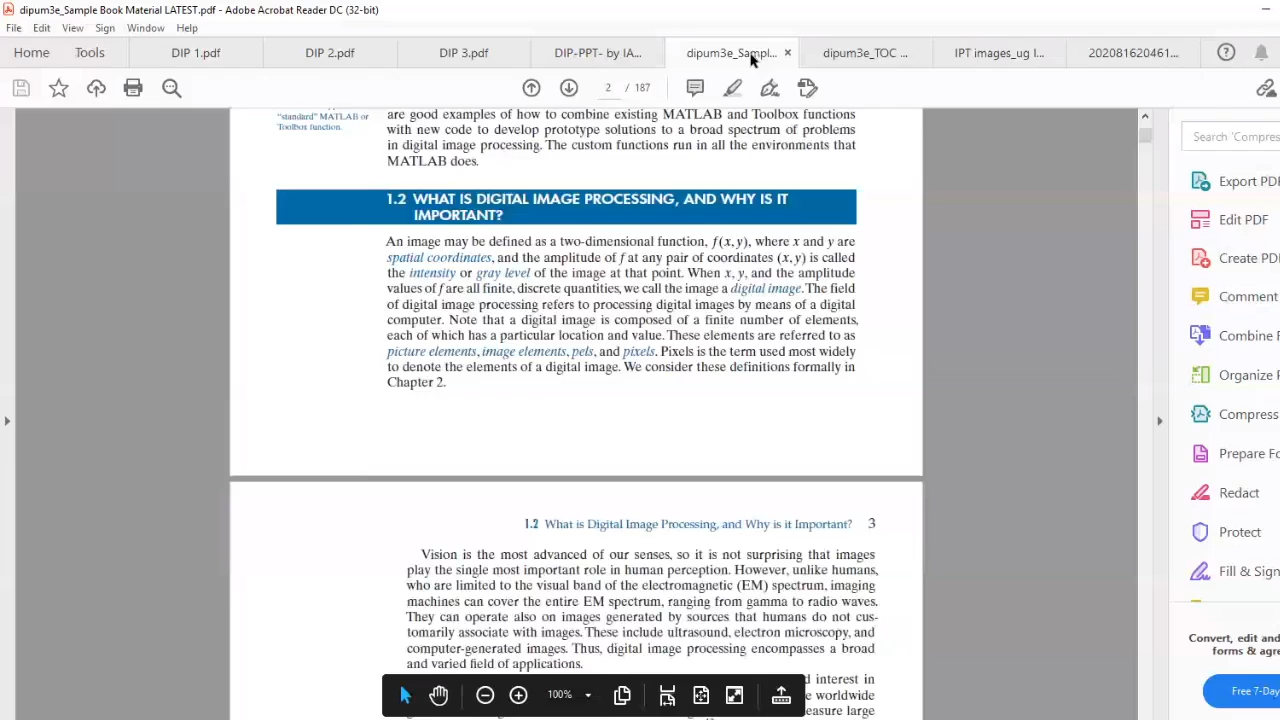 dipum3e_Sample Book Material LATEST.pdf - Adobe Acrobat Reader DC (32-bit)
File Edit View Sign Window Help
Home Tools DIP 1.pdf DIP 2.pdf DIP 3.pdf DIP-PPT- by IA... dipum3e_Sampl... × dipum3e_TOC ... IPT images_ug I... 202081620461...
2 / 187
"standard" MATLAB or
Toolbox function.
are good examples of how to combine existing MATLAB and Toolbox functions
with new code to develop prototype solutions to a broad spectrum of problems
in digital image processing. The custom functions run in all the environments that
MATLAB does.
1.2 WHAT IS DIGITAL IMAGE PROCESSING, AND WHY IS IT
IMPORTANT?
An image may be defined as a two-dimensional function, f(x, y), where x and y are
spatial coordinates, and the amplitude of f at any pair of coordinates (x, y) is called
the intensity or gray level of the image at that point. When x, y, and the amplitude
values of f are all finite, discrete quantities, we call the image a digital image. The field
of digital image processing refers to processing digital images by means of a digital
computer. Note that a digital image is composed of a finite number of elements,
each of which has a particular location and value. These elements are referred to as
picture elements, image elements, pels, and pixels. Pixels is the term used most widely
to denote the elements of a digital image. We consider these definitions formally in
Chapter 2.
1.2 What is Digital Image Processing, and Why is it Important? 3
Vision is the most advanced of our senses, so it is not surprising that images
play the single most important role in human perception. However, unlike humans,
who are limited to the visual band of the electromagnetic (EM) spectrum, imaging
machines can cover the entire EM spectrum, ranging from gamma to radio waves.
They can operate also on images generated by sources that humans do not cus-
tomarily associate with images. These include ultrasound, electron microscopy, and
computer-generated images. Thus, digital image processing encompasses a broad
and varied field of applications.
interest in
worldwide
measure large
100%
Search 'Compres
Export PDF
Edit PDF
Create PD
Comment
Combine F
Organize P
Compress
Prepare Fo
Redact
Protect
Fill & Sign
Convert, edit and
forms & agree
Free 7-Day